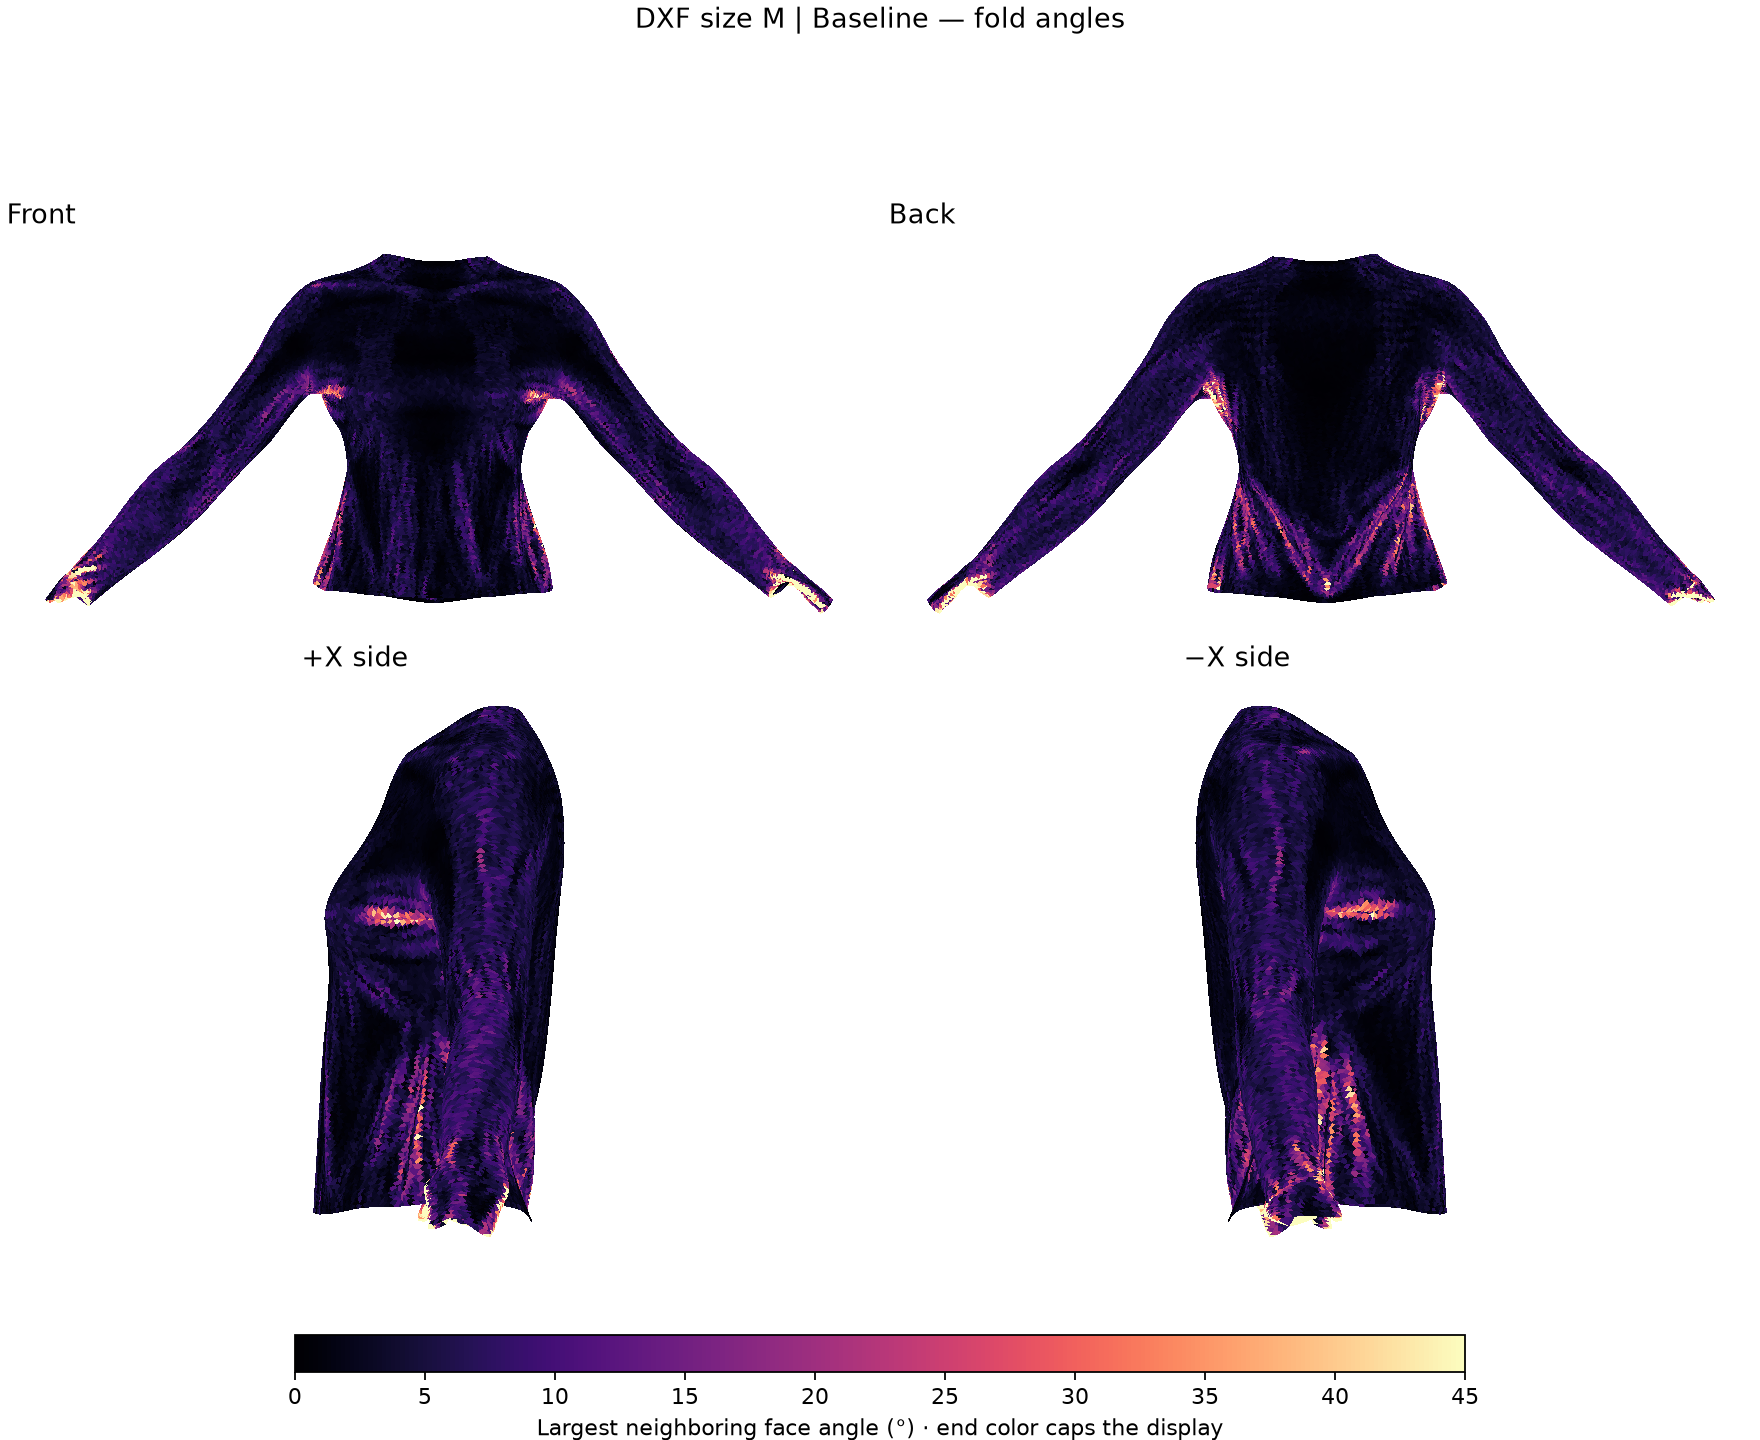 DXF size M | Baseline — fold angles
Front
Back
+X side
−X side
0 5 10 15 20 25 30 35 40 45
Largest neighboring face angle (°) · end color caps the display